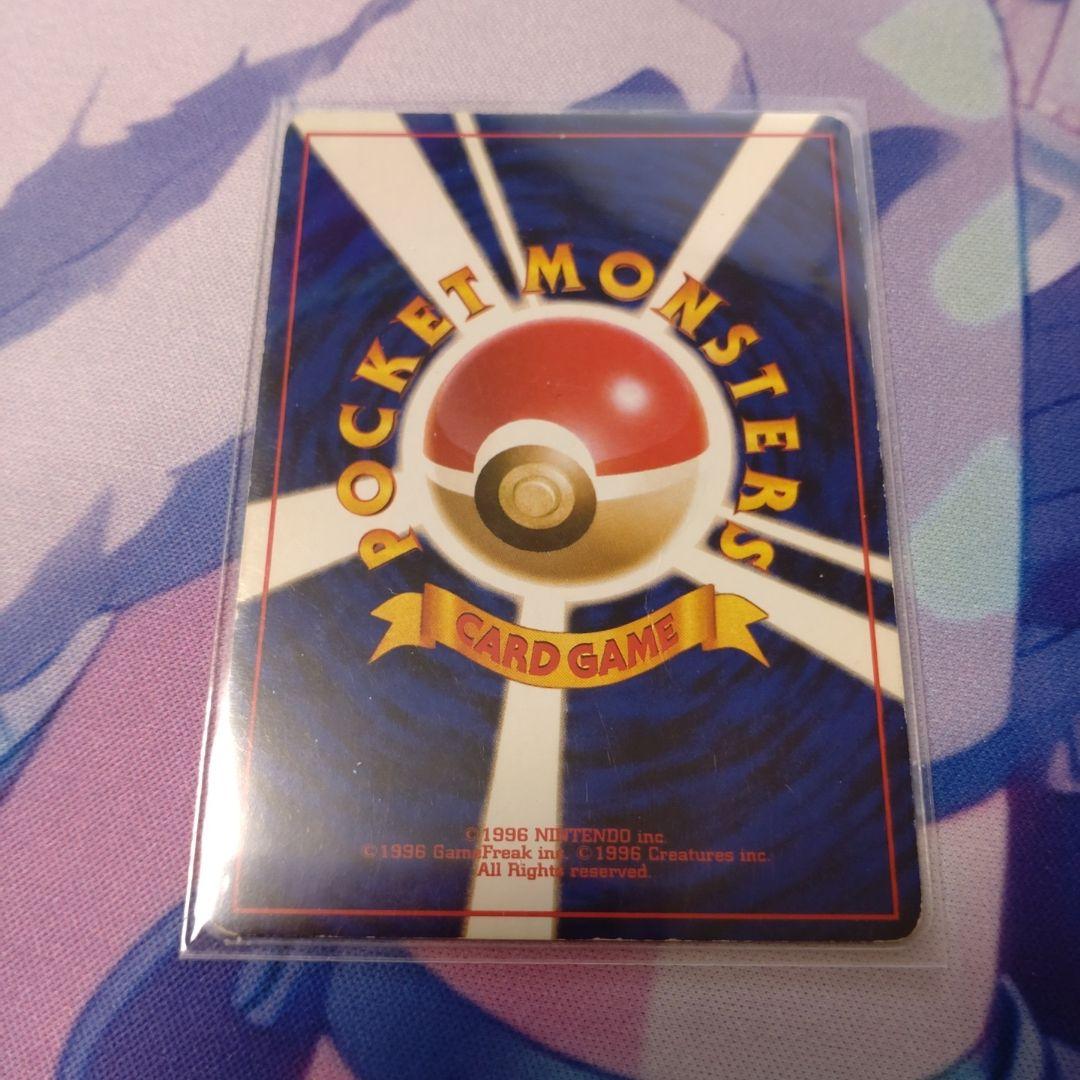 POCKET MONSTERS
CARD GAME
©1996 NINTENDO inc.
©1996 GameFreak inc. ©1996 Creatures inc.
All Rights reserved.